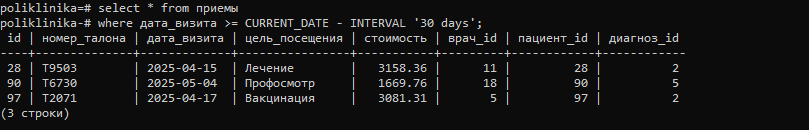 poliklinika=# select * from приемы
poliklinika-# where дата_визита >= CURRENT_DATE - INTERVAL '30 days';
 id | номер_талона | дата_визита | цель_посещения | стоимость | врач_id | пациент_id | диагноз_id
----+--------------+-------------+----------------+-----------+---------+------------+------------
 28 | T9503        | 2025-04-15  | Лечение        |   3158.36 |      11 |         28 |          2
 90 | T6730        | 2025-05-04  | Профосмотр     |   1669.76 |      18 |         90 |          5
 97 | T2071        | 2025-04-17  | Вакцинация     |   3081.31 |       5 |         97 |          2
(3 строки)